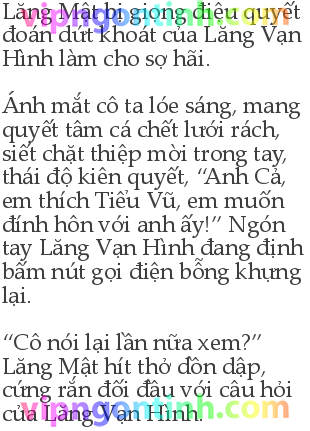 Lăng Mật bị giọng điệu quyết
đoán dứt khoát của Lăng Vạn
Hình làm cho sợ hãi.
Ánh mắt cô ta lóe sáng, mang
quyết tâm cá chết lưới rách,
siết chặt thiệp mời trong tay,
thái độ kiên quyết, “Anh Cả,
em thích Tiểu Vũ, em muốn
đính hôn với anh ấy!” Ngón
tay Lăng Vạn Hình đang định
bấm nút gọi điện bỗng khựng
lại.
“Cô nói lại lần nữa xem?”
Lăng Mật hít thở dồn dập,
cứng rắn đối đầu với câu hỏi
của Lăng Vạn Hình.
vipngontinh.com
vipngontinh.com